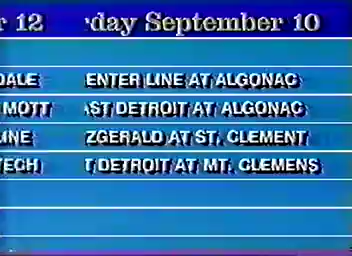 r 12 day September 10
DALE ENTER LINE AT ALGONAC
MOTT ST DETROIT AT ALGONAC
ZGERALD AT ST. CLEMENT
TECH T DETROIT AT MT. CLEMENS